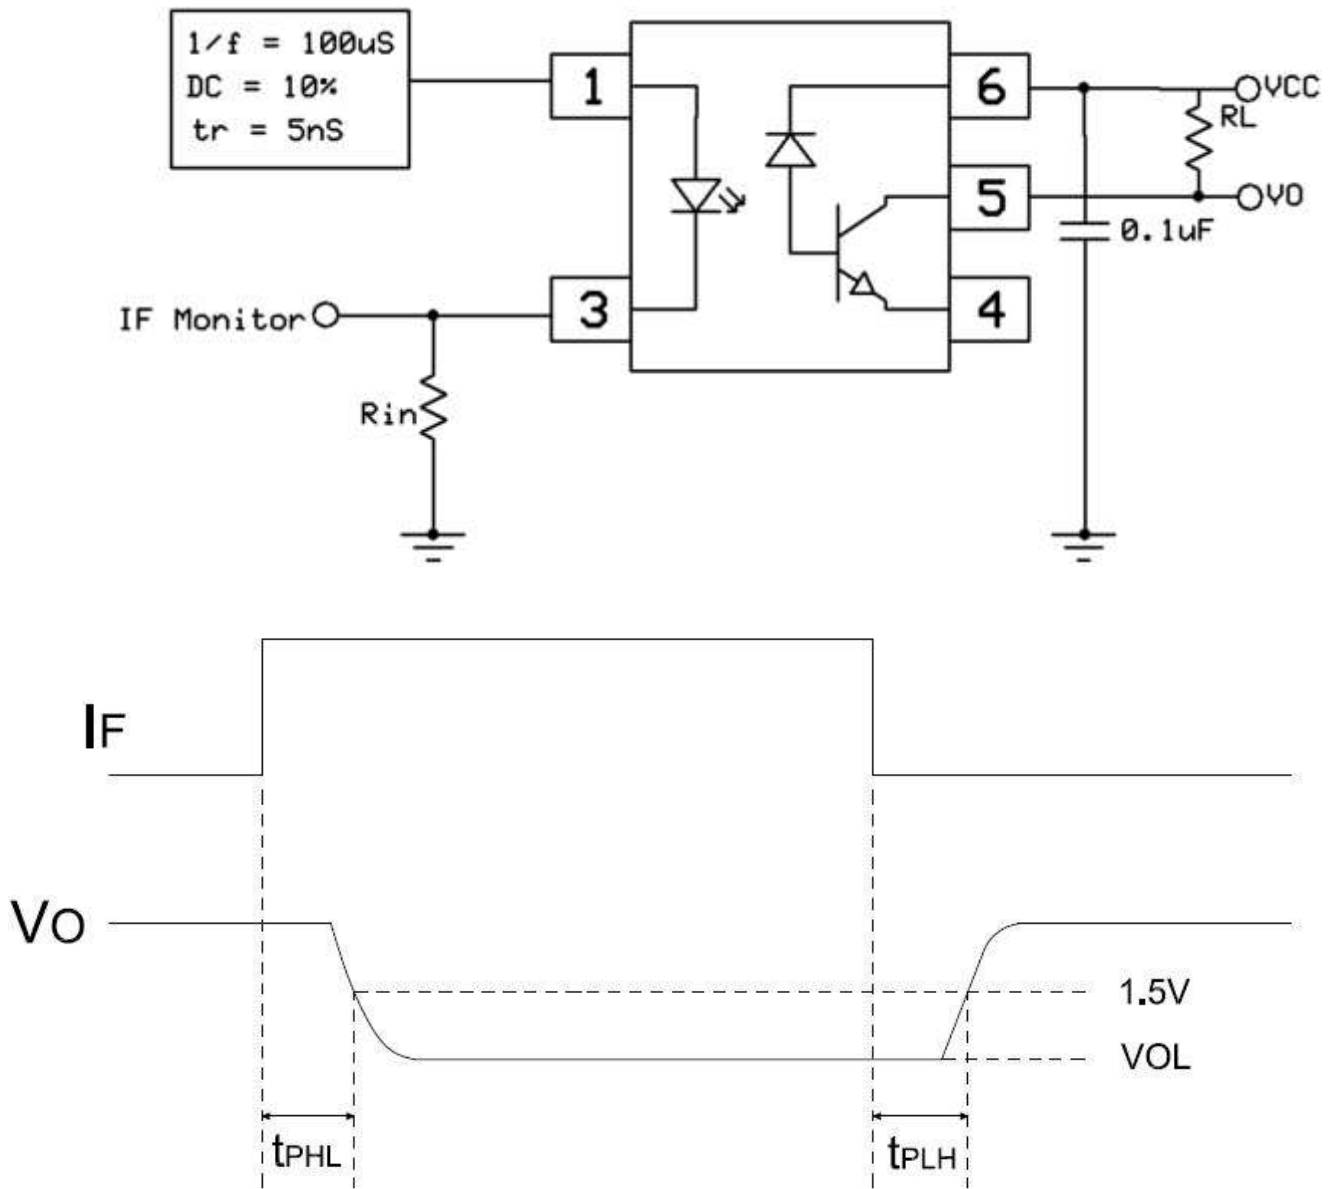 1/f = 100uS
DC = 10%
tr = 5nS
1
6
VCC
RL
5
VO
0.1uF
IF Monitor
3
4
Rin
IF
VO
1.5V
VOL
tPHL
tPLH